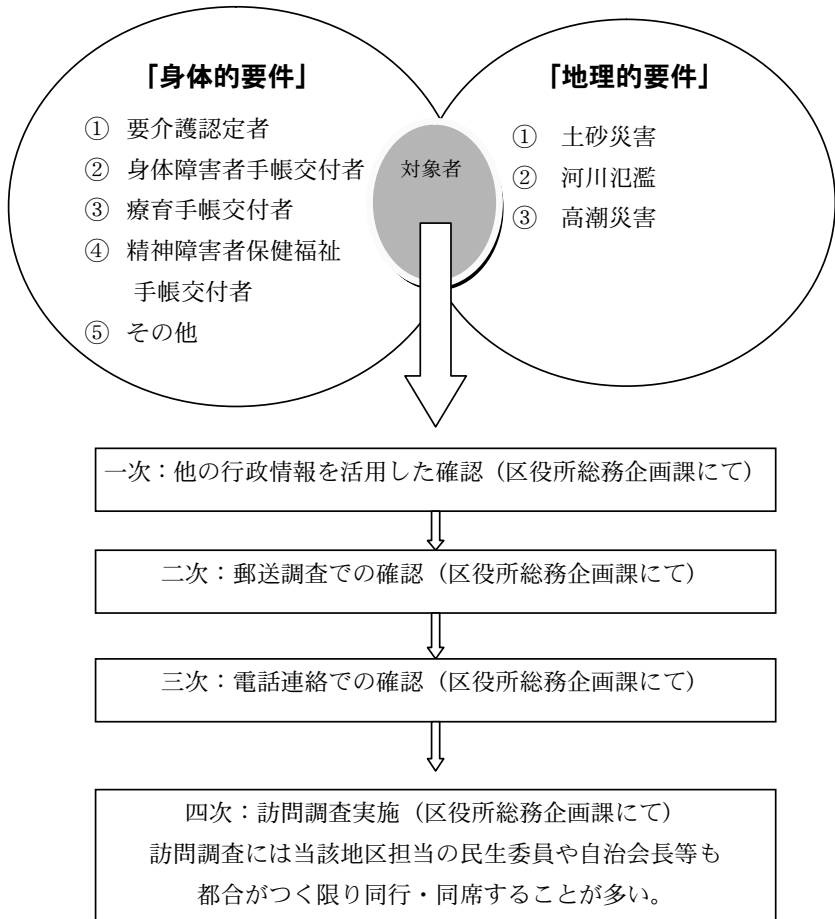 「身体的要件」
① 要介護認定者
② 身体障害者手帳交付者
③ 療育手帳交付者
④ 精神障害者保健福祉
手帳交付者
⑤ その他
対象者
「地理的要件」
① 土砂災害
② 河川氾濫
③ 高潮災害
一次：他の行政情報を活用した確認（区役所総務企画課にて）
二次：郵送調査での確認（区役所総務企画課にて）
三次：電話連絡での確認（区役所総務企画課にて）
四次：訪問調査実施（区役所総務企画課にて）
訪問調査には当該地区担当の民生委員や自治会長等も
都合がつく限り同行・同席することが多い。